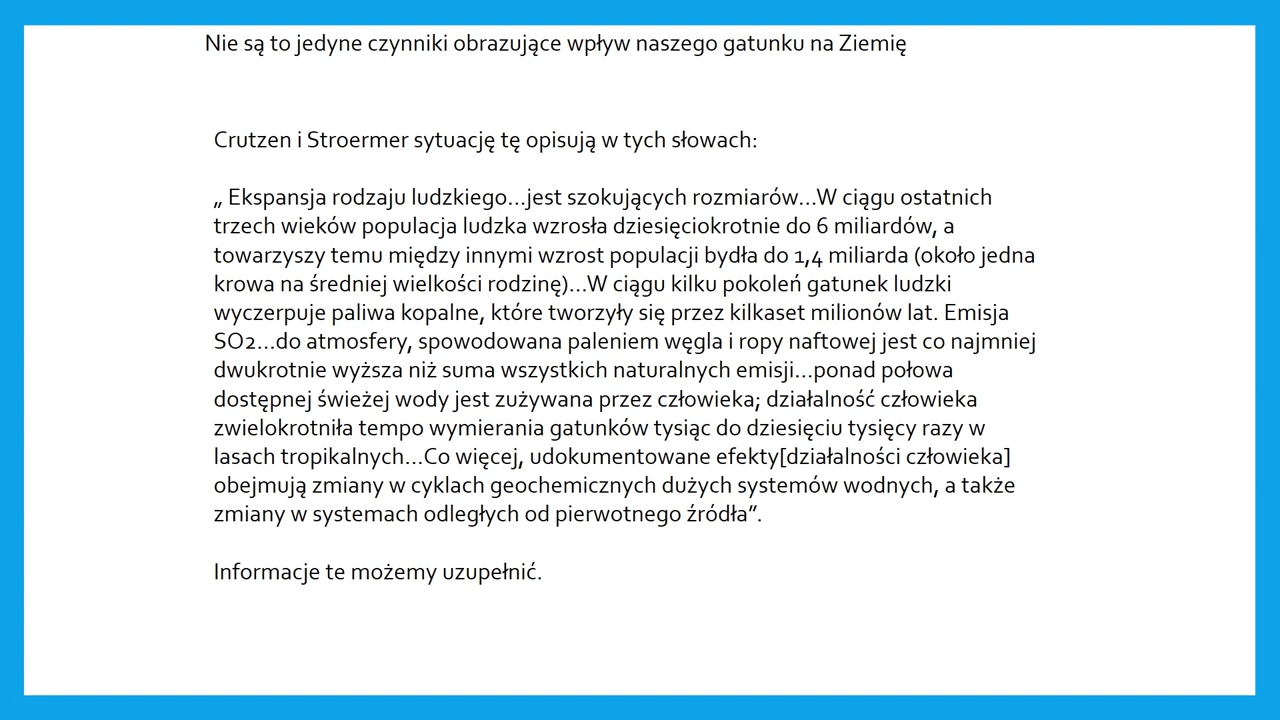 Nie są to jedyne czynniki obrazujące wpływ naszego gatunku na Ziemię
Crutzen i Stroermer sytuację tę opisują w tych słowach:
„ Ekspansja rodzaju ludzkiego...jest szokujących rozmiarów...W ciągu ostatnich
trzech wieków populacja ludzka wzrosła dziesięciokrotnie do 6 miliardów, a
towarzyszy temu między innymi wzrost populacji bydła do 1,4 miliarda (około jedna
krowa na średniej wielkości rodzinę)...W ciągu kilku pokoleń gatunek ludzki
wyczerpuje paliwa kopalne, które tworzyły się przez kilkaset milionów lat. Emisja
SO2...do atmosfery, spowodowana paleniem węgla i ropy naftowej jest co najmniej
dwukrotnie wyższa niż suma wszystkich naturalnych emisji...ponad połowa
dostępnej świeżej wody jest zużywana przez człowieka; działalność człowieka
zwielokrotniła tempo wymierania gatunków tysiąc do dziesięciu tysięcy razy w
lasach tropikalnych...Co więcej, udokumentowane efekty[działalności człowieka]
obejmują zmiany w cyklach geochemicznych dużych systemów wodnych, a także
zmiany w systemach odległych od pierwotnego źródła”.
Informacje te możemy uzupełnić.